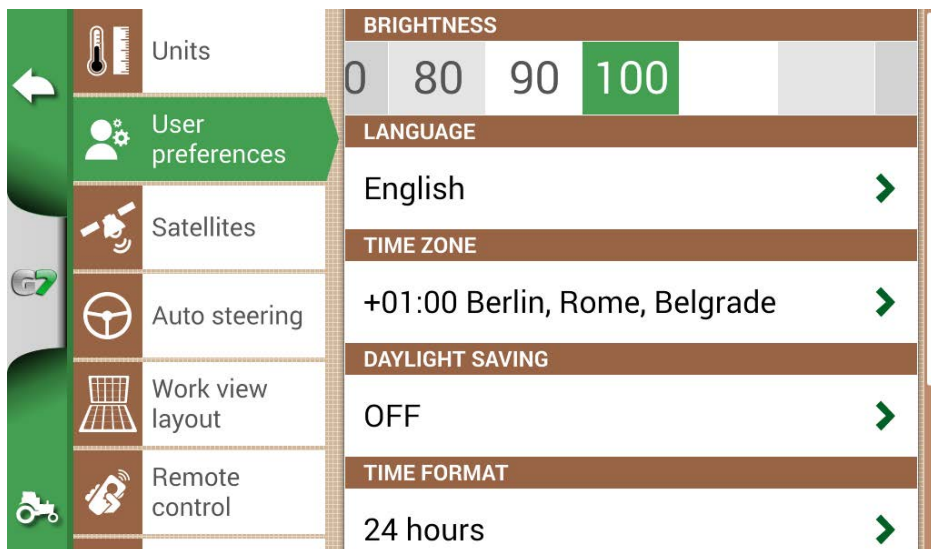 Units
User
preferences
Satellites
Auto steering
Work view
layout
Remote
control
G7
BRIGHTNESS
0 80 90 100
LANGUAGE
English
TIME ZONE
+01:00 Berlin, Rome, Belgrade
DAYLIGHT SAVING
OFF
TIME FORMAT
24 hours